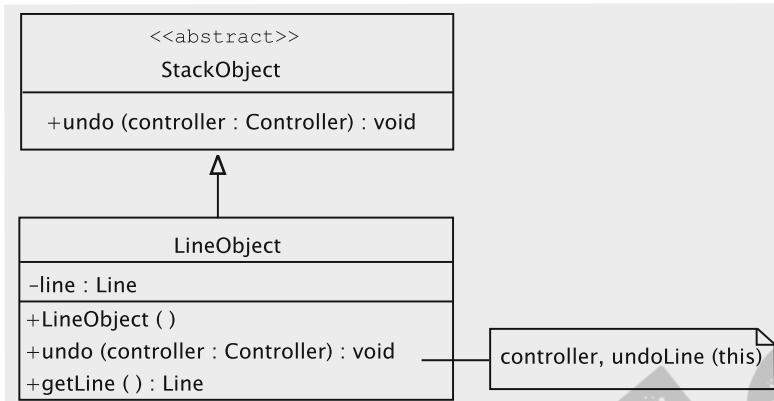 <<abstract>>
StackObject
+undo (controller : Controller) : void
LineObject
-line : Line
+LineObject ( )
+undo (controller : Controller) : void
+getLine ( ) : Line
controller, undoLine (this)